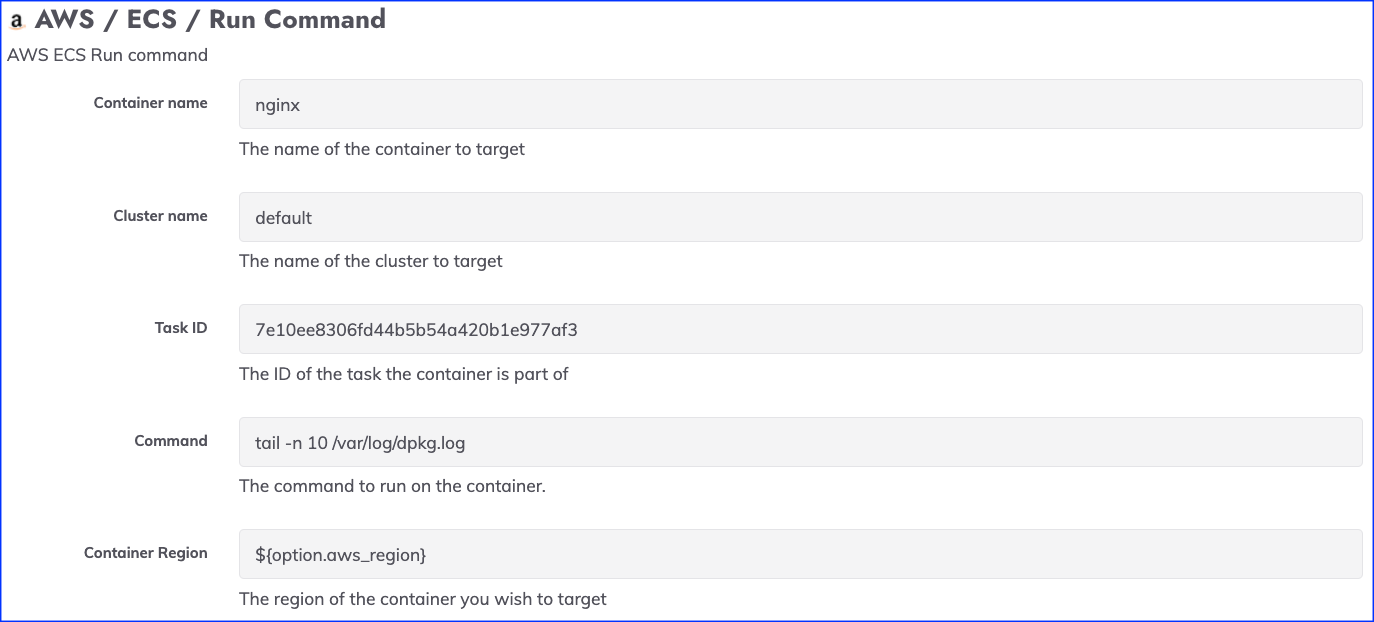 AWS / ECS / Run Command
AWS ECS Run command
Container name
nginx
The name of the container to target
Cluster name
default
The name of the cluster to target
Task ID
7e10ee8306fd44b5b54a420b1e977af3
The ID of the task the container is part of
Command
tail -n 10 /var/log/dpkg.log
The command to run on the container.
Container Region
${option.aws_region}
The region of the container you wish to target